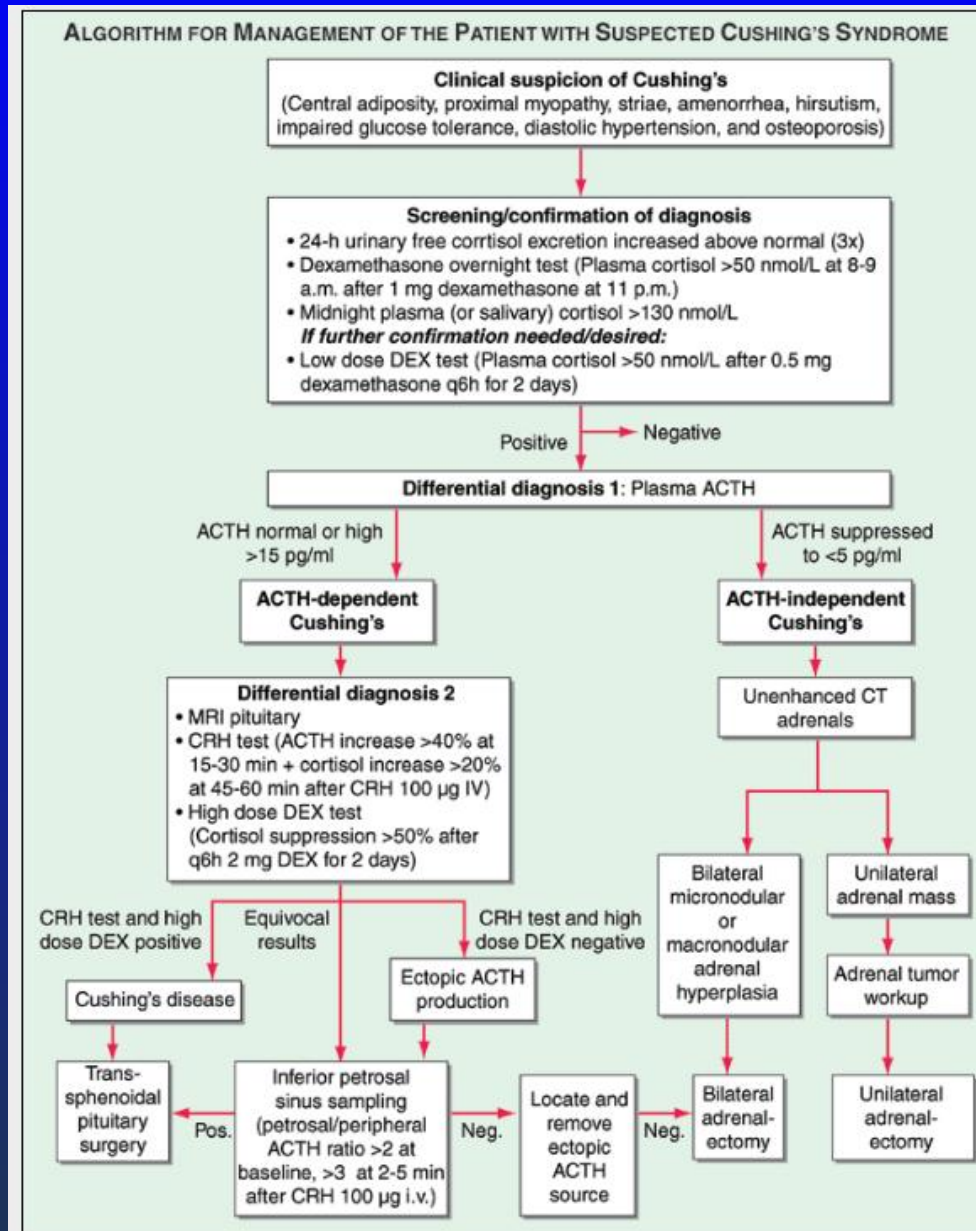 ALGORITHM FOR MANAGEMENT OF THE PATIENT WITH SUSPECTED CUSHING'S SYNDROME
Clinical suspicion of Cushing's
(Central adiposity, proximal myopathy, striae, amenorrhea, hirsutism,
impaired glucose tolerance, diastolic hypertension, and osteoporosis)
Screening/confirmation of diagnosis
• 24-h urinary free corrtisol excretion increased above normal (3x)
• Dexamethasone overnight test (Plasma cortisol >50 nmol/L at 8-9
a.m. after 1 mg dexamethasone at 11 p.m.)
• Midnight plasma (or salivary) cortisol >130 nmol/L
If further confirmation needed/desired:
• Low dose DEX test (Plasma cortisol >50 nmol/L after 0.5 mg
dexamethasone q6h for 2 days)
Positive
Negative
Differential diagnosis 1: Plasma ACTH
ACTH normal or high
>15 pg/ml
ACTH suppressed
to <5 pg/ml
ACTH-dependent
Cushing's
ACTH-independent
Cushing's
Differential diagnosis 2
• MRI pituitary
• CRH test (ACTH increase >40% at
15-30 min + cortisol increase >20%
at 45-60 min after CRH 100 µg IV)
• High dose DEX test
(Cortisol suppression >50% after
q6h 2 mg DEX for 2 days)
Unenhanced CT
adrenals
CRH test and high
dose DEX positive
Equivocal
results
CRH test and high
dose DEX negative
Bilateral
micronodular
or
macronodular
adrenal
hyperplasia
Unilateral
adrenal mass
Cushing's disease
Ectopic ACTH
production
Adrenal tumor
workup
Trans-
sphenoidal
pituitary
surgery
Pos.
Inferior petrosal
sinus sampling
(petrosal/peripheral
ACTH ratio >2 at
baseline, >3 at 2-5 min
after CRH 100 µg i.v.)
Neg.
Locate and
remove
ectopic
ACTH
source
Neg.
Bilateral
adrenal-
ectomy
Unilateral
adrenal-
ectomy